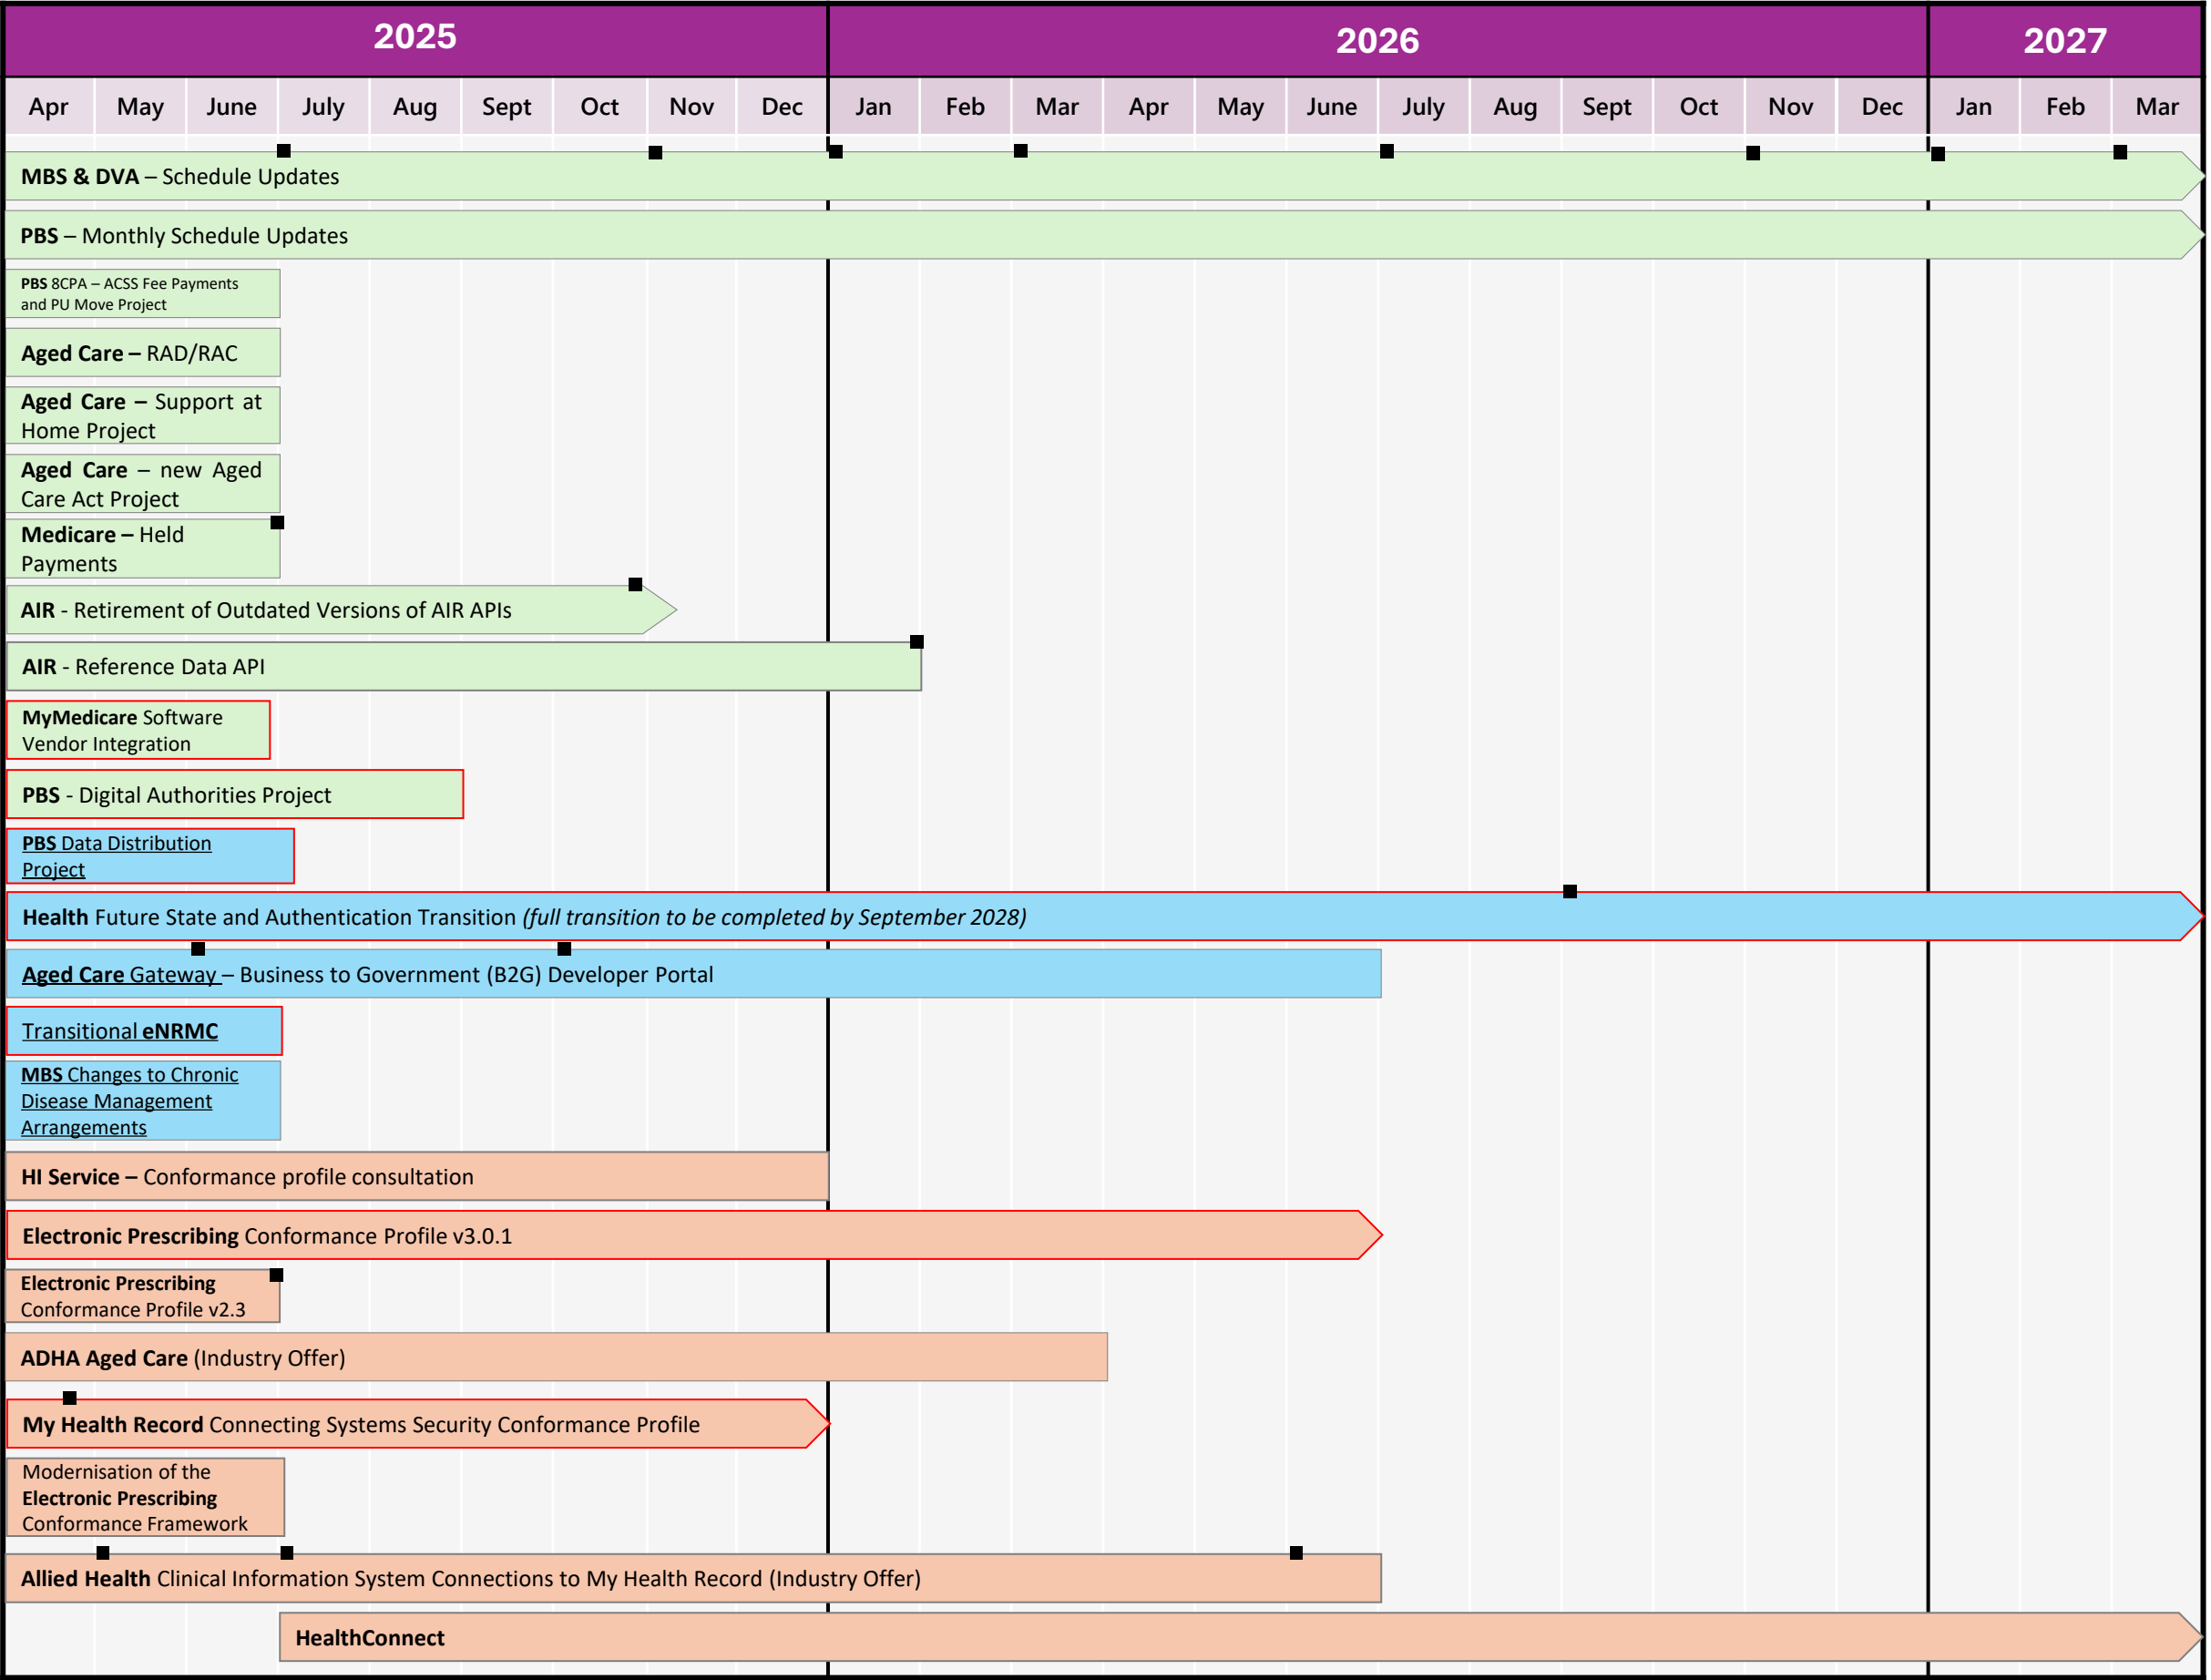 2025 2026 2027
Apr May June July Aug Sept Oct Nov Dec Jan Feb Mar Apr May June July Aug Sept Oct Nov Dec Jan Feb Mar
MBS & DVA – Schedule Updates
PBS – Monthly Schedule Updates
PBS 8CPA – ACSS Fee Payments
and PU Move Project
Aged Care – RAD/RAC
Aged Care – Support at
Home Project
Aged Care – new Aged
Care Act Project
Medicare – Held
Payments
AIR - Retirement of Outdated Versions of AIR APIs
AIR - Reference Data API
MyMedicare Software
Vendor Integration
PBS - Digital Authorities Project
PBS Data Distribution
Project
Health Future State and Authentication Transition (full transition to be completed by September 2028)
Aged Care Gateway – Business to Government (B2G) Developer Portal
Transitional eNRMC
MBS Changes to Chronic
Disease Management
Arrangements
HI Service – Conformance profile consultation
Electronic Prescribing Conformance Profile v3.0.1
Electronic Prescribing
Conformance Profile v2.3
ADHA Aged Care (Industry Offer)
My Health Record Connecting Systems Security Conformance Profile
Modernisation of the
Electronic Prescribing
Conformance Framework
Allied Health Clinical Information System Connections to My Health Record (Industry Offer)
HealthConnect